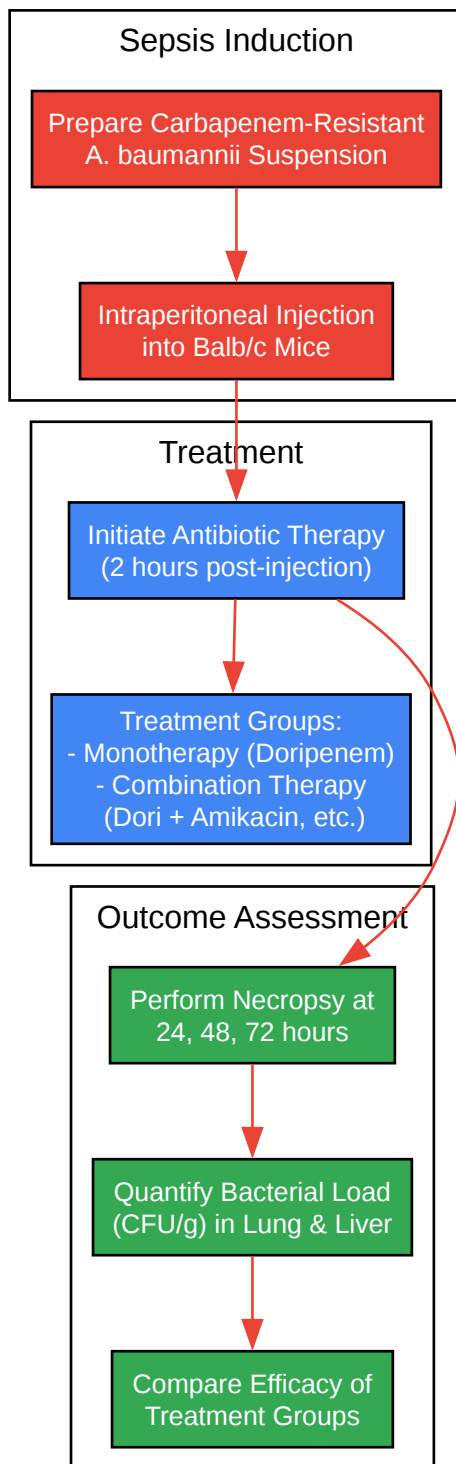 Sepsis Induction
Prepare Carbapenem-Resistant
A. baumannii Suspension
Intraperitoneal Injection
into Balb/c Mice
Treatment
Initiate Antibiotic Therapy
(2 hours post-injection)
Treatment Groups:
- Monotherapy (Doripenem)
- Combination Therapy
(Dori + Amikacin, etc.)
Outcome Assessment
Perform Necropsy at
24, 48, 72 hours
Quantify Bacterial Load
(CFU/g) in Lung & Liver
Compare Efficacy of
Treatment Groups